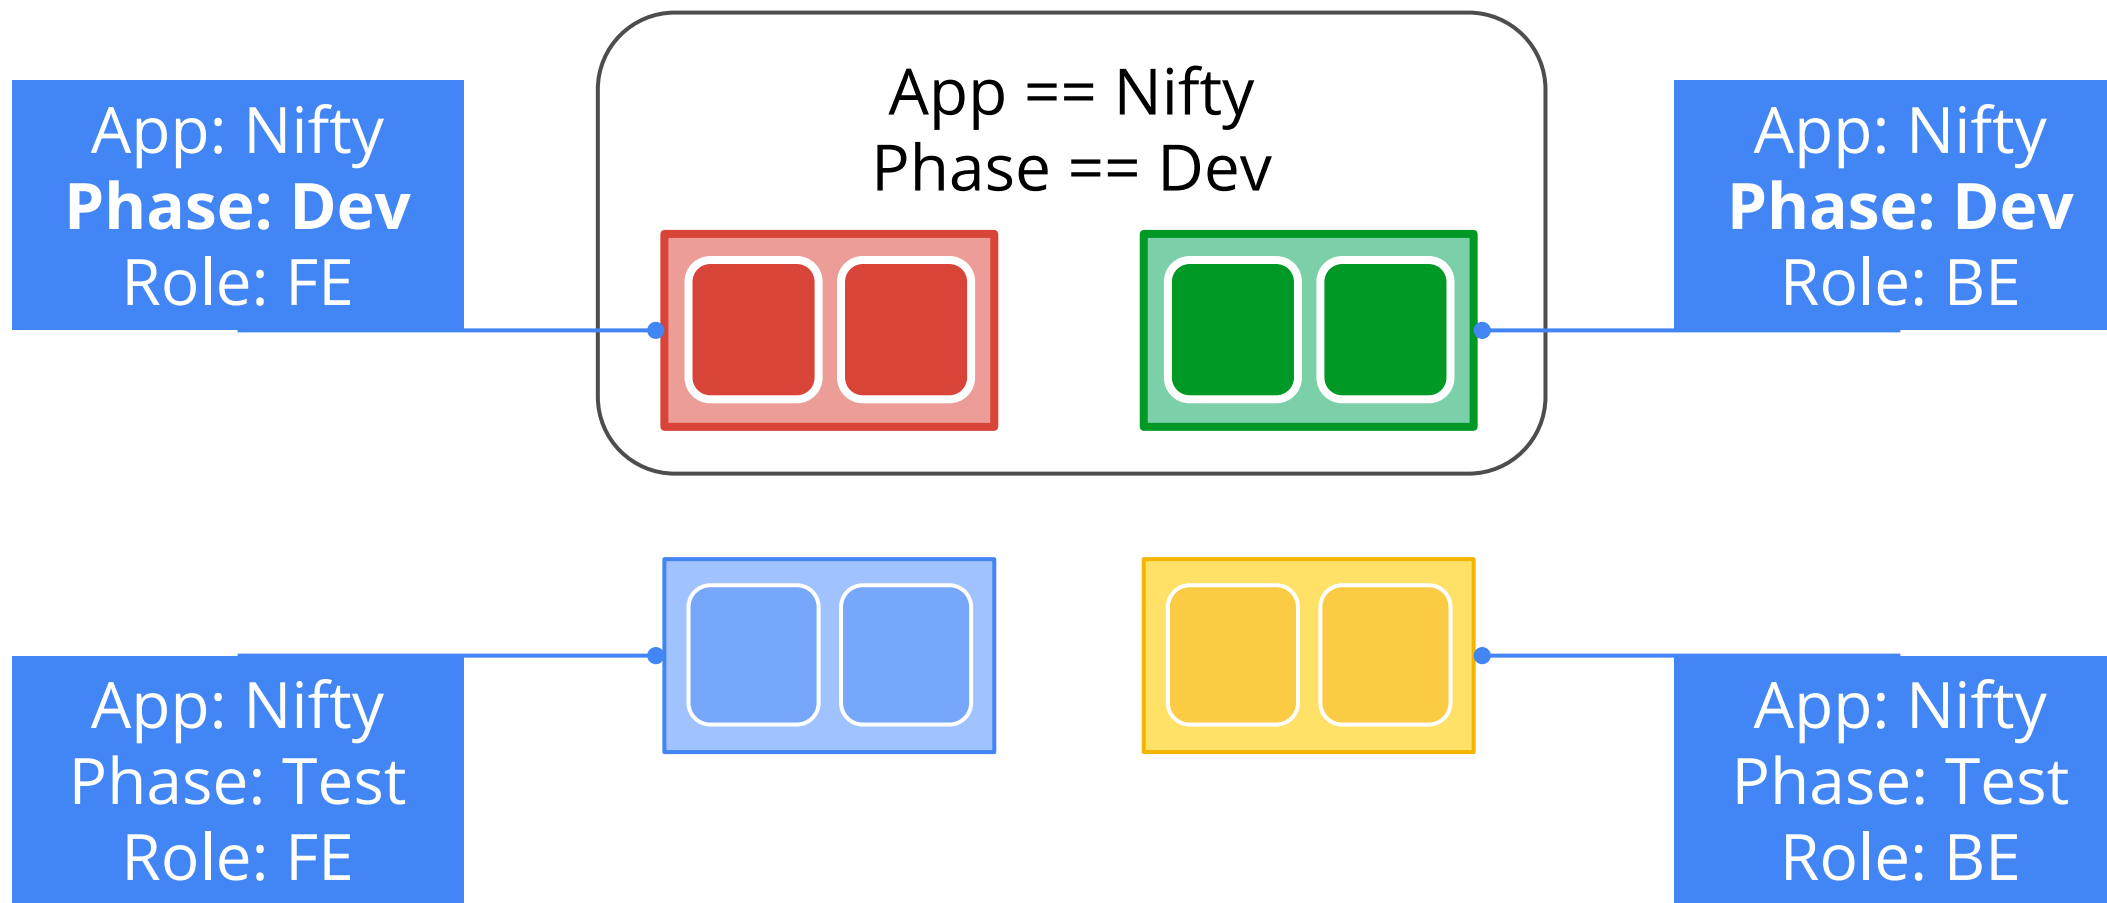 App == Nifty
Phase == Dev
App: Nifty
Phase: Dev
Role: FE
App: Nifty
Phase: Dev
Role: BE
App: Nifty
Phase: Test
Role: FE
App: Nifty
Phase: Test
Role: BE